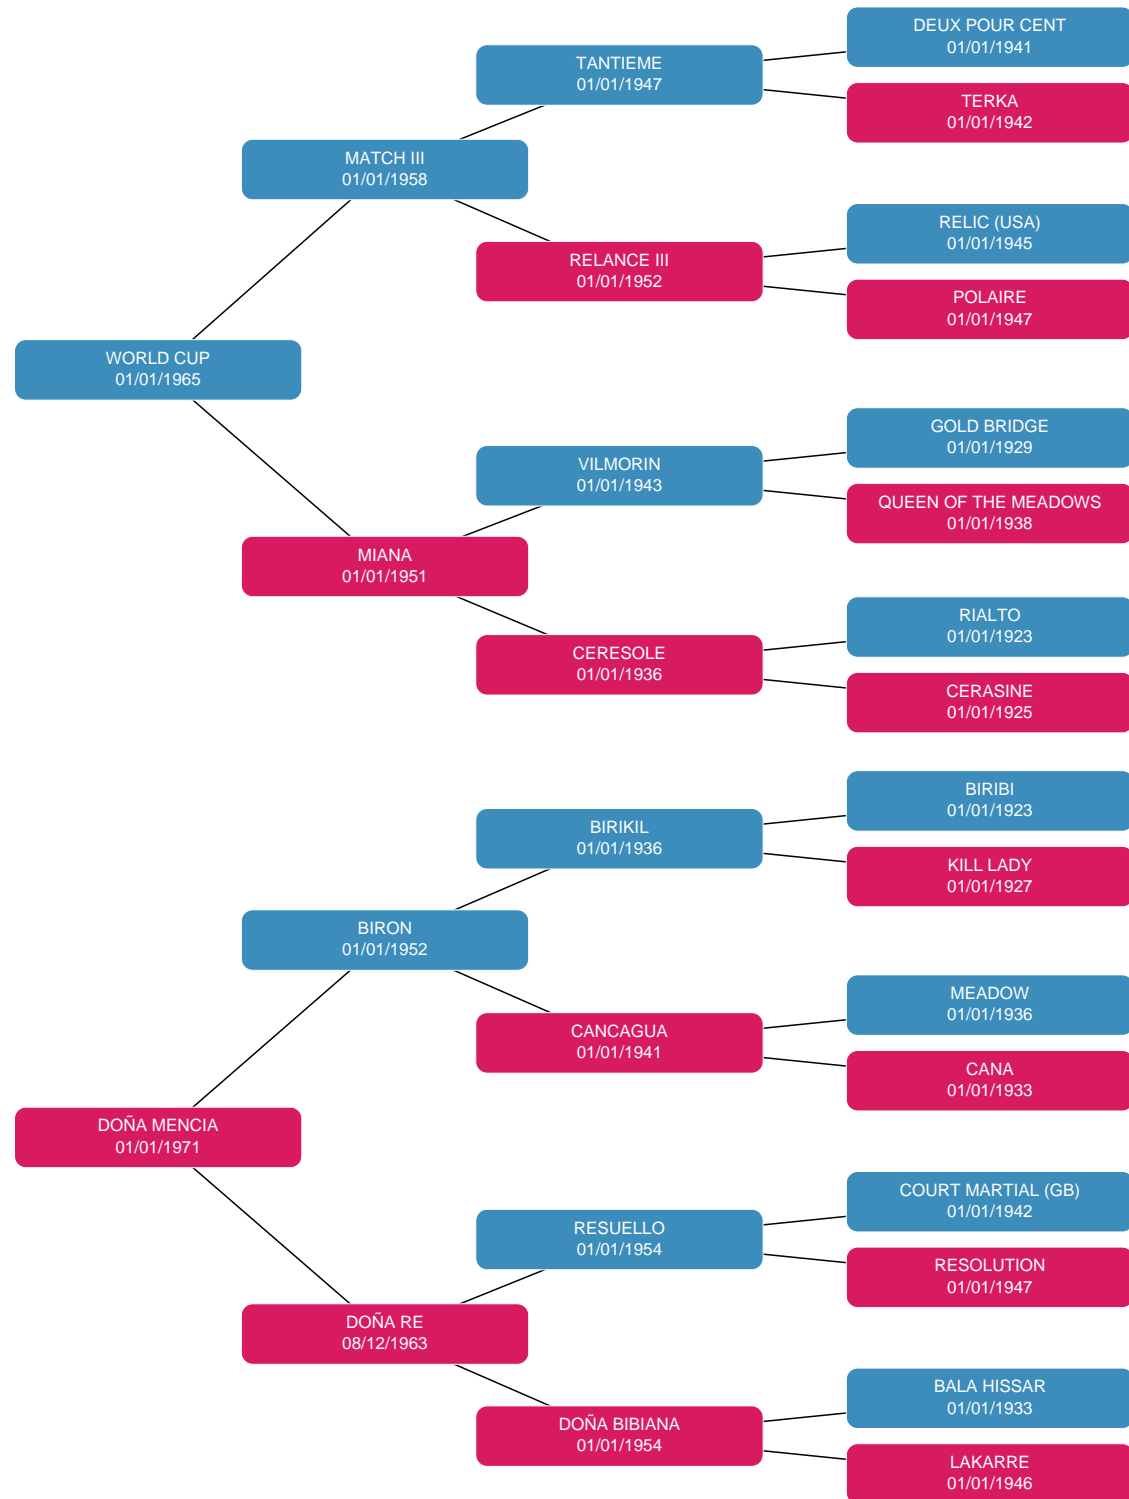 DEUX POUR CENT
01/01/1941
TANTIEME
01/01/1947
TERKA
01/01/1942
MATCH III
01/01/1958
RELIC (USA)
01/01/1945
RELANCE III
01/01/1952
POLAIRE
01/01/1947
WORLD CUP
01/01/1965
GOLD BRIDGE
01/01/1929
VILMORIN
01/01/1943
QUEEN OF THE MEADOWS
01/01/1938
MIANA
01/01/1951
RIALTO
01/01/1923
CERESOLE
01/01/1936
CERASINE
01/01/1925
BIRIBI
01/01/1923
BIRIKIL
01/01/1936
KILL LADY
01/01/1927
BIRON
01/01/1952
MEADOW
01/01/1936
CANCAGUA
01/01/1941
CANA
01/01/1933
DOÑA MENCIA
01/01/1971
COURT MARTIAL (GB)
01/01/1942
RESUELLO
01/01/1954
RESOLUTION
01/01/1947
DOÑA RE
08/12/1963
BALA HISSAR
01/01/1933
DOÑA BIBIANA
01/01/1954
LAKARRE
01/01/1946